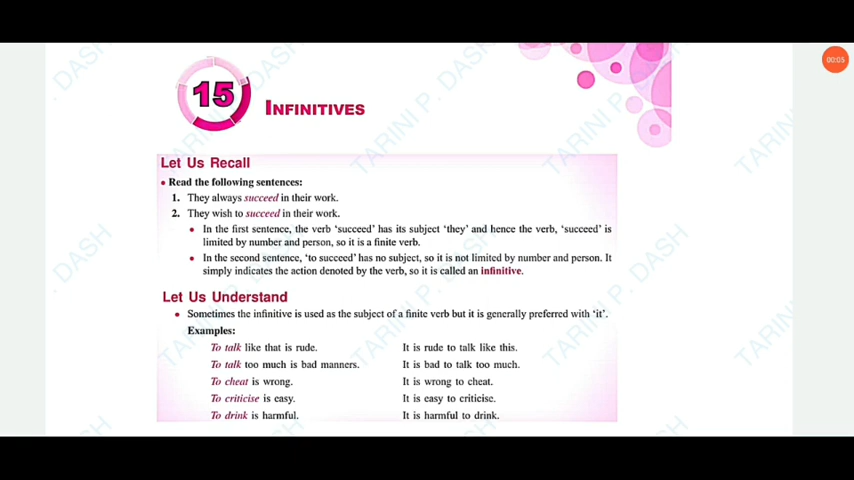 00:05
15
INFINITIVES
Let Us Recall
• Read the following sentences:
1. They always succeed in their work.
2. They wish to succeed in their work.
• In the first sentence, the verb ‘succeed’ has its subject ‘they’ and hence the verb, ‘succeed’ is
limited by number and person, so it is a finite verb.
• In the second sentence, ‘to succeed’ has no subject, so it is not limited by number and person. It
simply indicates the action denoted by the verb, so it is called an infinitive.
Let Us Understand
• Sometimes the infinitive is used as the subject of a finite verb but it is generally preferred with ‘it’.
Examples:
To talk like that is rude. It is rude to talk like this.
To talk too much is bad manners. It is bad to talk too much.
To cheat is wrong. It is wrong to cheat.
To criticise is easy. It is easy to criticise.
To drink is harmful. It is harmful to drink.
TARINI P. DASH